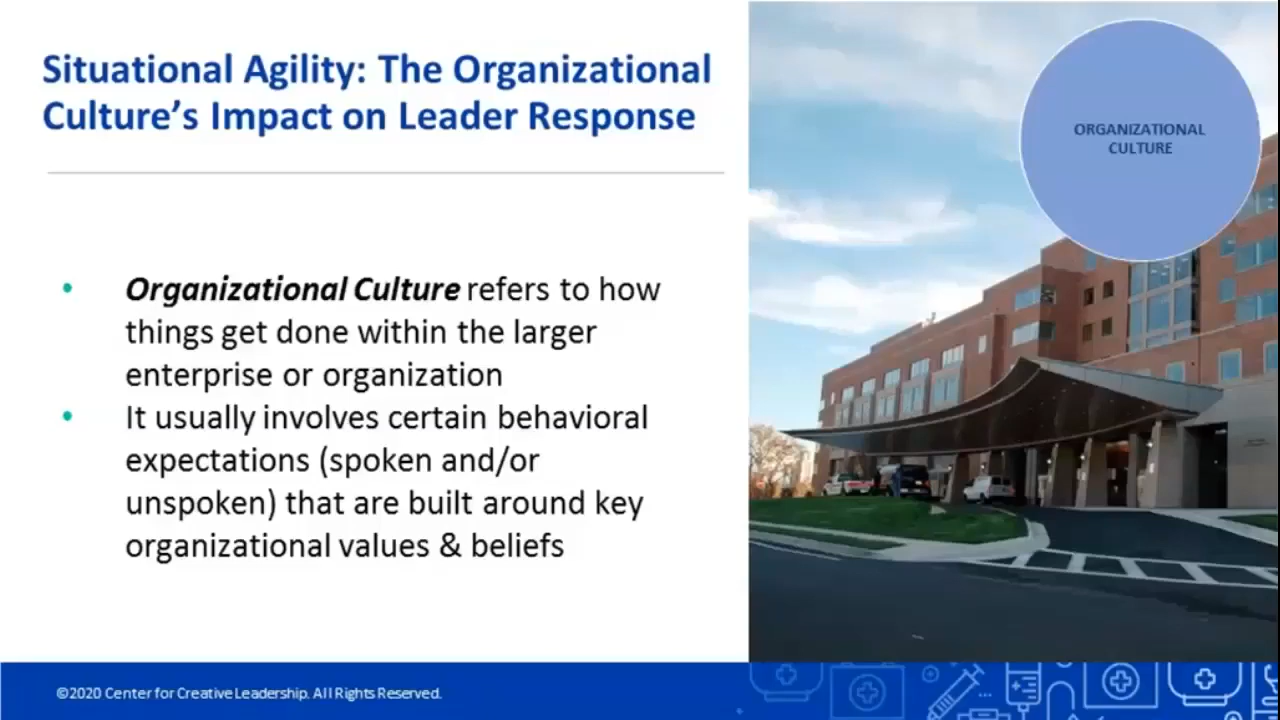 Situational Agility: The Organizational
Culture’s Impact on Leader Response
ORGANIZATIONAL
CULTURE
• Organizational Culture refers to how
things get done within the larger
enterprise or organization
• It usually involves certain behavioral
expectations (spoken and/or
unspoken) that are built around key
organizational values & beliefs
©2020 Center for Creative Leadership. All Rights Reserved.